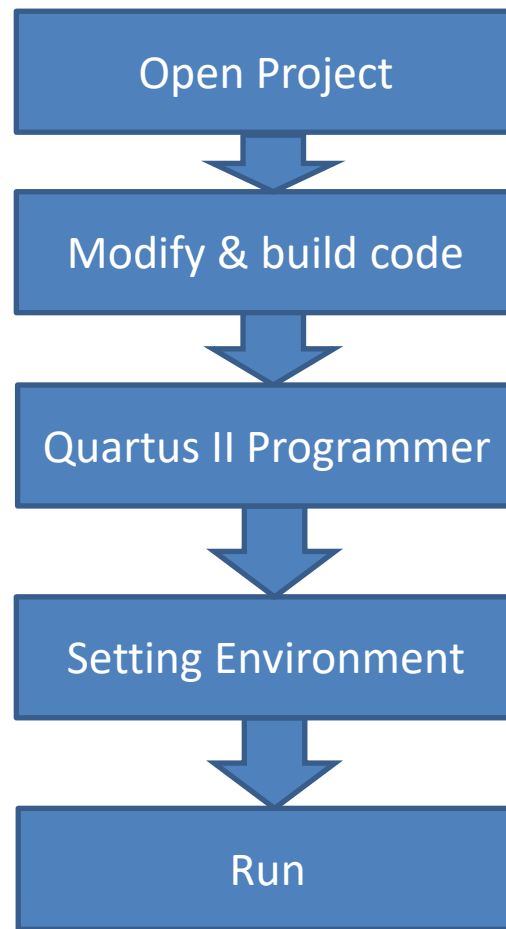 Open Project
Modify & build code
Quartus II Programmer
Setting Environment
Run